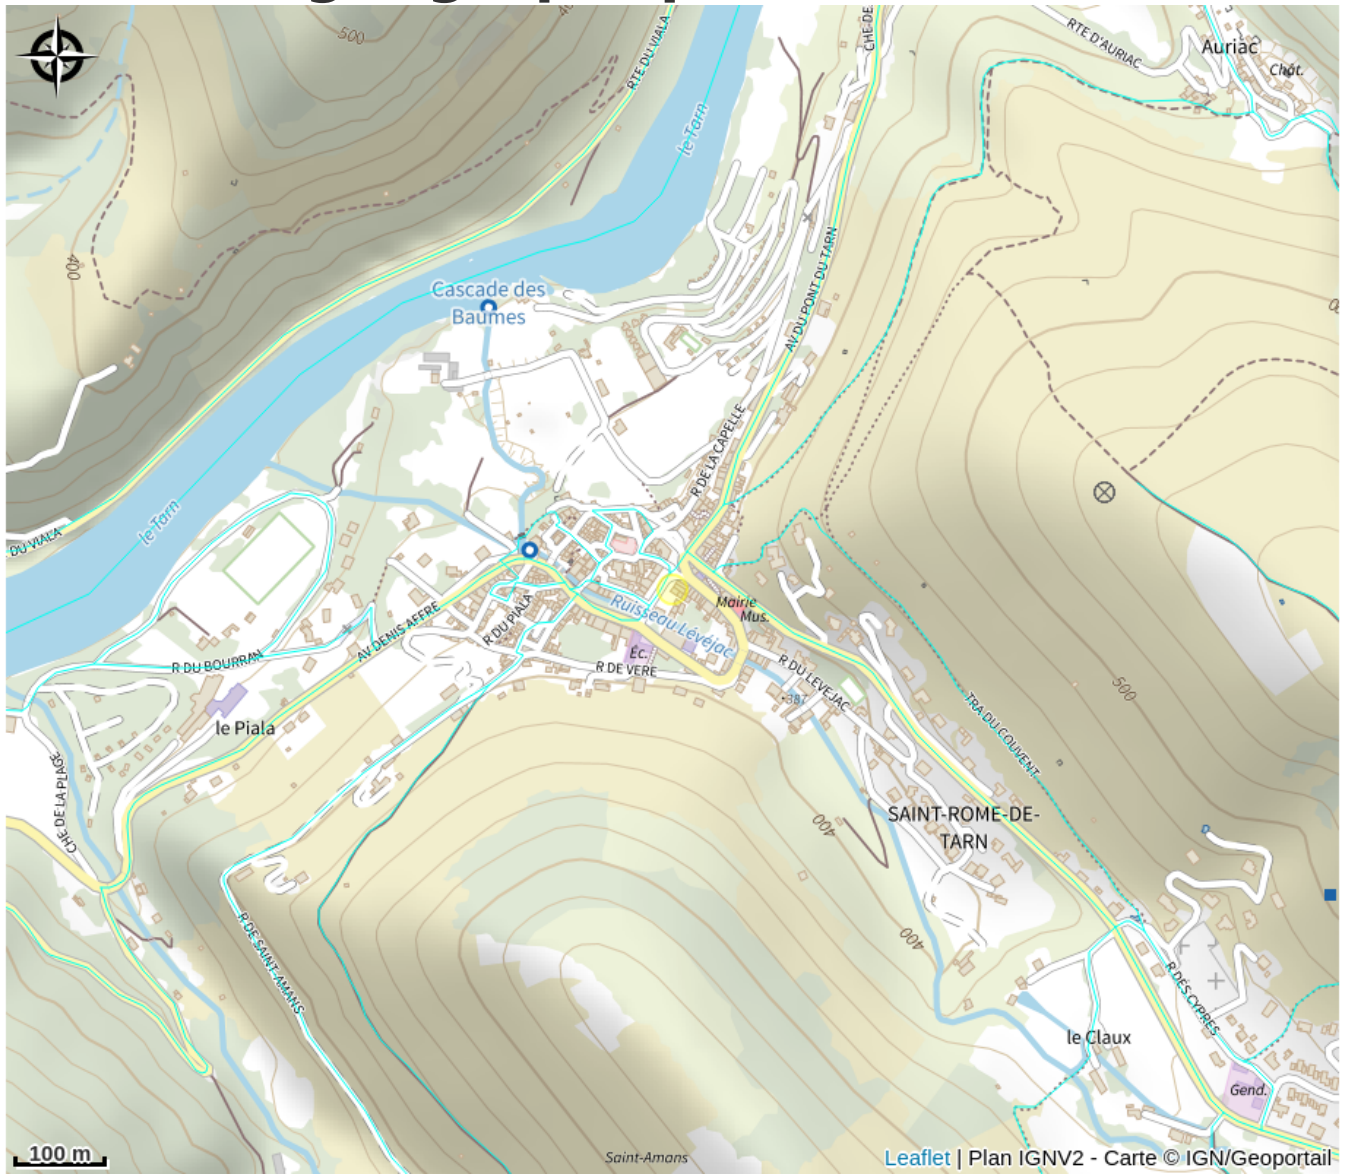 500
400
RTE DU VIALA
le Tarn
CHE DE
RTE D'AURIAC
Auriac
Chât.
Cascade des
Baumes
AV DU PONT DU TARN
R DE LA CAPELLE
le Tarn
DU VIALA
R DU PIALA
AV DENIS AFFRE
R DU BOURRAN
Ruisseau Lévéjac
Mairie
Mus.
Éc.
R DE VERE
R DU LEVEJAC
387
500
TRA DU COUVENT
le Piala
CHE DE LA PLAGE
400
SAINT-ROME-DE-
TARN
400
R DE SAINT-AMANS
R DES CYPRES
le Claux
Gend.
100 m
Saint-Amans
Leaflet | Plan IGNV2 - Carte © IGN/Geoportail